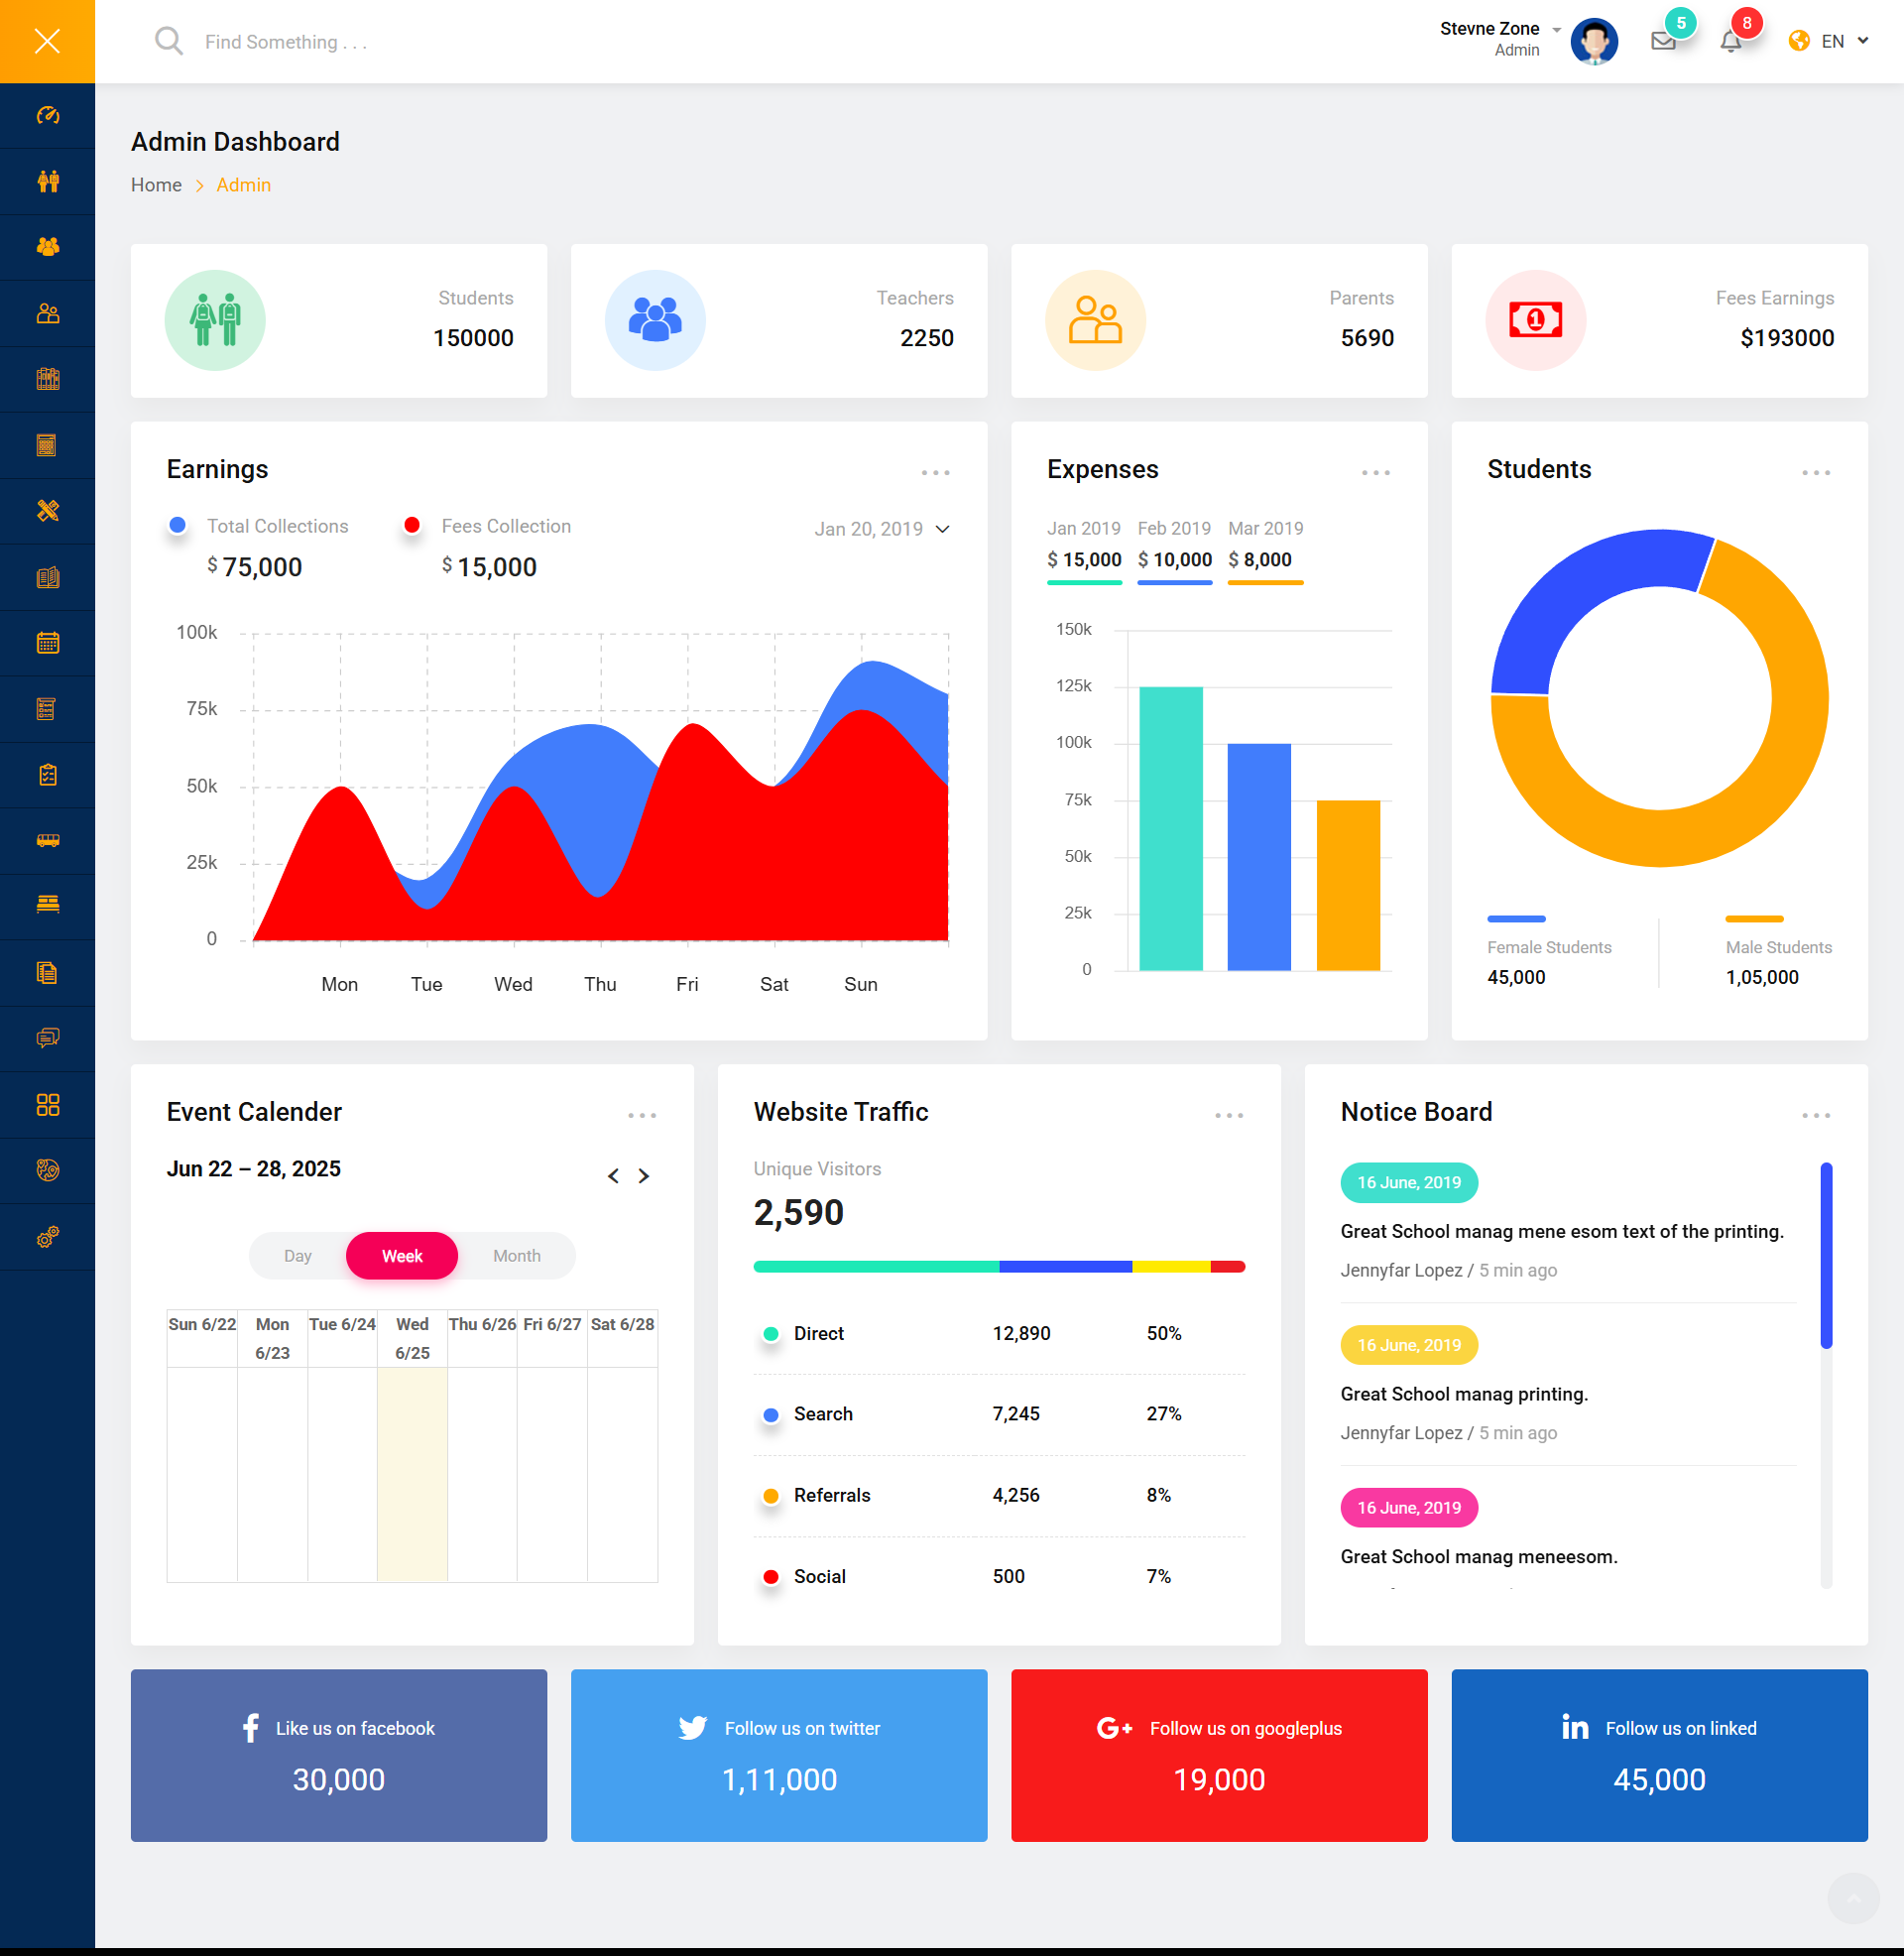 Find Something . . .
Stevne Zone
Admin
5
8
EN
Admin Dashboard
Home
Admin
Students
150000
Teachers
2250
Parents
5690
Fees Earnings
$193000
Earnings
Total Collections
$ 75,000
Fees Collection
$ 15,000
Jan 20, 2019
100k
75k
50k
25k
0
Mon Tue Wed Thu Fri Sat Sun
Expenses
Jan 2019 Feb 2019 Mar 2019
$ 15,000 $ 10,000 $ 8,000
150k
125k
100k
75k
50k
25k
0
Students
Female Students
45,000
Male Students
1,05,000
Event Calender
Jun 22 – 28, 2025
Day Week Month
Sun 6/22 Mon 6/23 Tue 6/24 Wed 6/25 Thu 6/26 Fri 6/27 Sat 6/28
Website Traffic
Unique Visitors
2,590
Direct 12,890 50%
Search 7,245 27%
Referrals 4,256 8%
Social 500 7%
Notice Board
16 June, 2019
Great School manag mene esom text of the printing.
Jennyfar Lopez / 5 min ago
16 June, 2019
Great School manag printing.
Jennyfar Lopez / 5 min ago
16 June, 2019
Great School manag meneesom.
Like us on facebook
30,000
Follow us on twitter
1,11,000
G+ Follow us on googleplus
19,000
in Follow us on linked
45,000